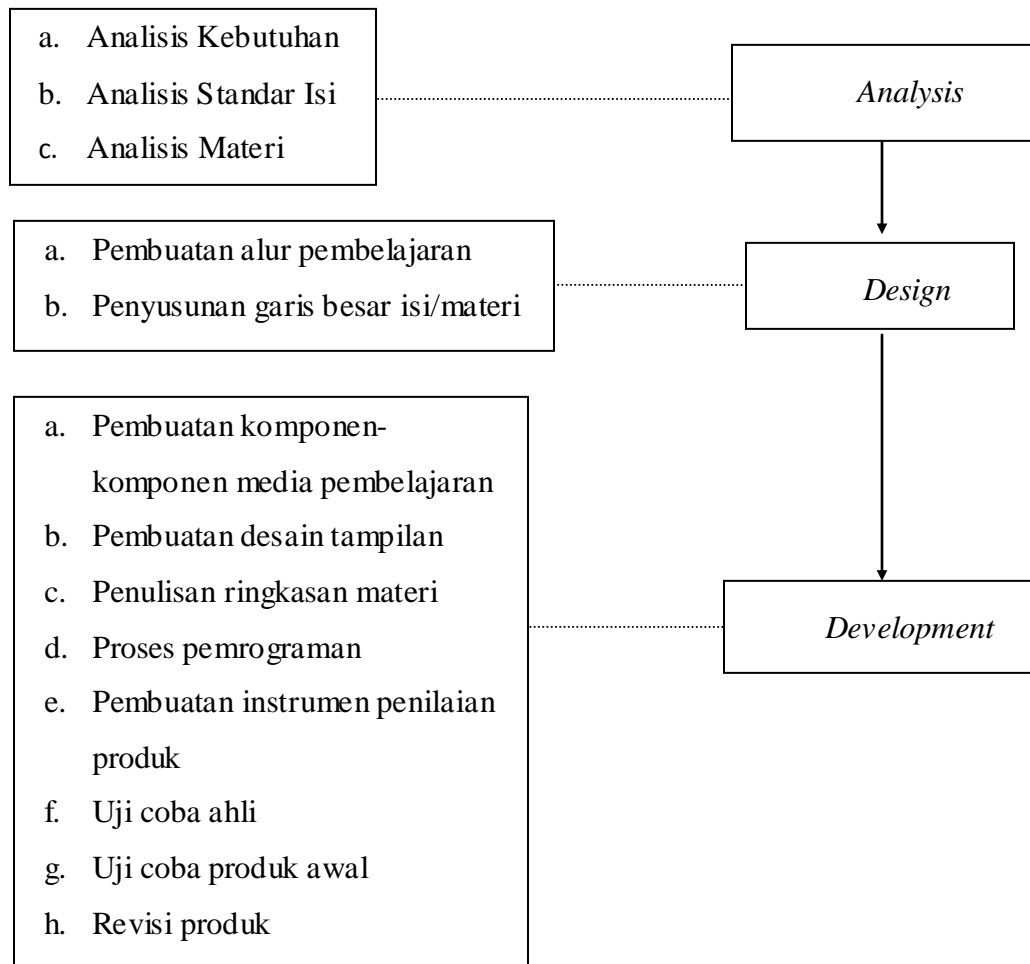 a. Analisis Kebutuhan
b. Analisis Standar Isi
c. Analisis Materi
Analysis
a. Pembuatan alur pembelajaran
b. Penyusunan garis besar isi/materi
Design
a. Pembuatan komponen-
komponen media pembelajaran
b. Pembuatan desain tampilan
c. Penulisan ringkasan materi
d. Proses pemrograman
e. Pembuatan instrumen penilaian
produk
f. Uji coba ahli
g. Uji coba produk awal
h. Revisi produk
Development